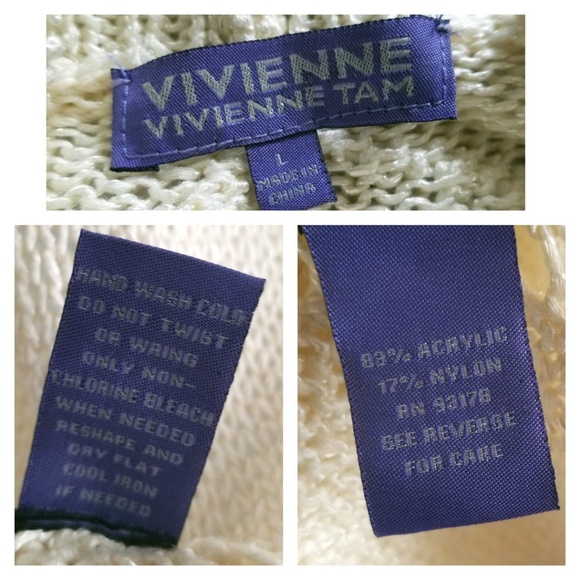 VIVIENNE
VIVIENNE TAM
L
MADE IN
CHINA
HAND WASH COLD
DO NOT TWIST
OR WRING
ONLY NON-
CHLORINE BLEACH
WHEN NEEDED
RESHAPE AND
DRY FLAT
COOL IRON
IF NEEDED
83% ACRYLIC
17% NYLON
RN 93176
SEE REVERSE
FOR CARE